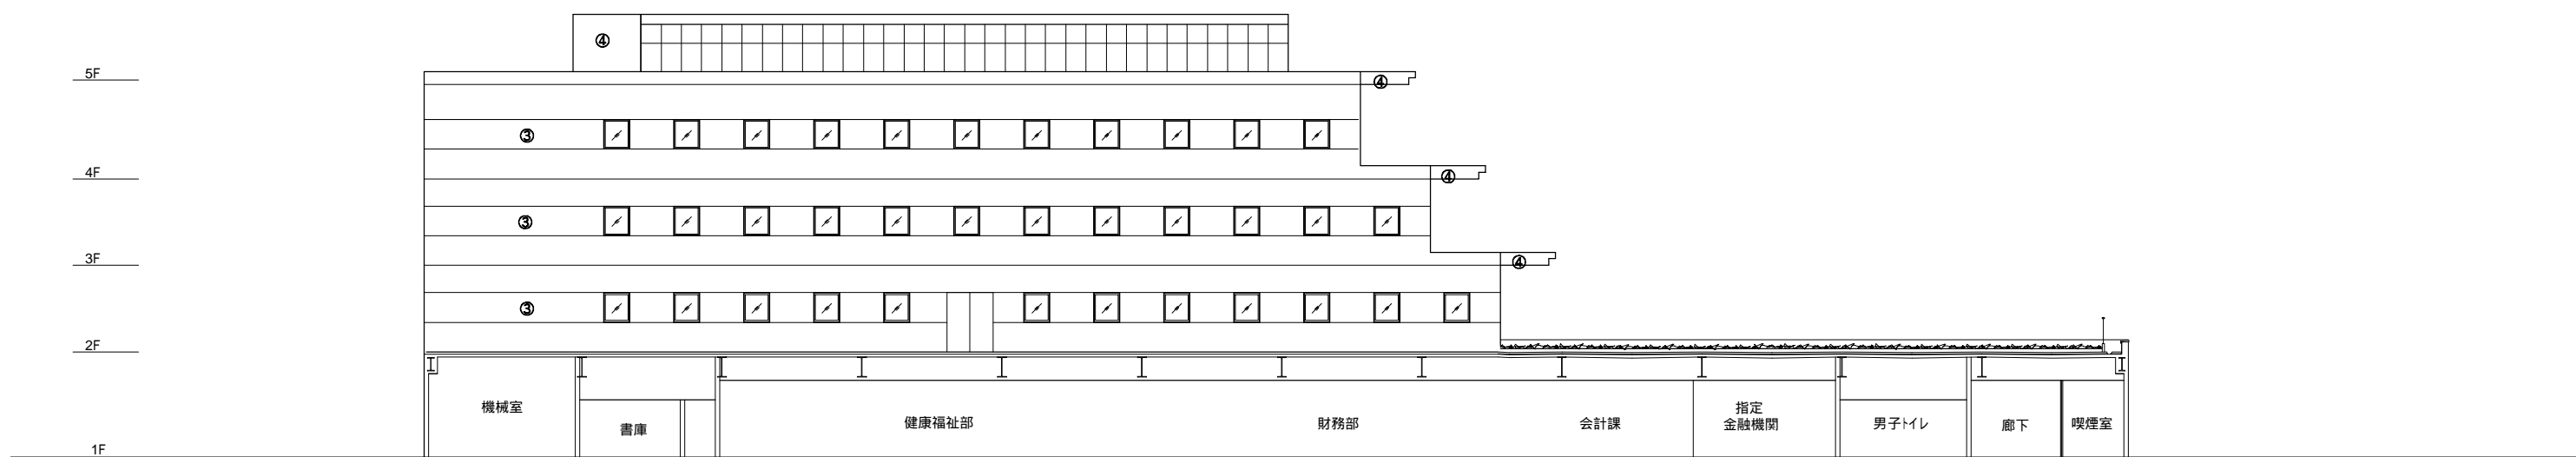 ④
5F
④
③
4F
④
③
3F
④
③
2F
機械室
書庫
健康福祉部
財務部
会計課
指定
金融機関
男子トイレ
廊下
喫煙室
1F